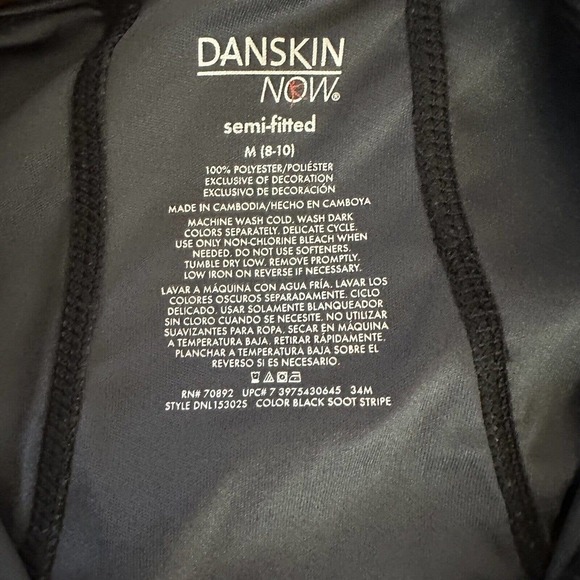 DANSKIN
NOW®
semi-fitted
M (8-10)
100% POLYESTER/POLIÉSTER
EXCLUSIVE OF DECORATION
EXCLUSIVO DE DECORACIÓN
MADE IN CAMBODIA/HECHO EN CAMBOYA
MACHINE WASH COLD. WASH DARK
COLORS SEPARATELY. DELICATE CYCLE.
USE ONLY NON-CHLORINE BLEACH WHEN
NEEDED. DO NOT USE SOFTENERS.
TUMBLE DRY LOW. REMOVE PROMPTLY.
LOW IRON ON REVERSE IF NECESSARY.
LAVAR A MÁQUINA CON AGUA FRÍA. LAVAR LOS
COLORES OSCUROS SEPARADAMENTE. CICLO
DELICADO. USAR SOLAMENTE BLANQUEADOR
SIN CLORO CUANDO SE NECESITE. NO UTILIZAR
SUAVIZANTES PARA ROPA, SECAR EN MÁQUINA
A TEMPERATURA BAJA. RETIRAR RÁPIDAMENTE.
PLANCHAR A TEMPERATURA BAJA SOBRE EL
REVERSO SI ES NECESARIO.
RN# 70892 UPC# 7 3975430645 34M
STYLE DNL153025 COLOR BLACK SOOT STRIPE